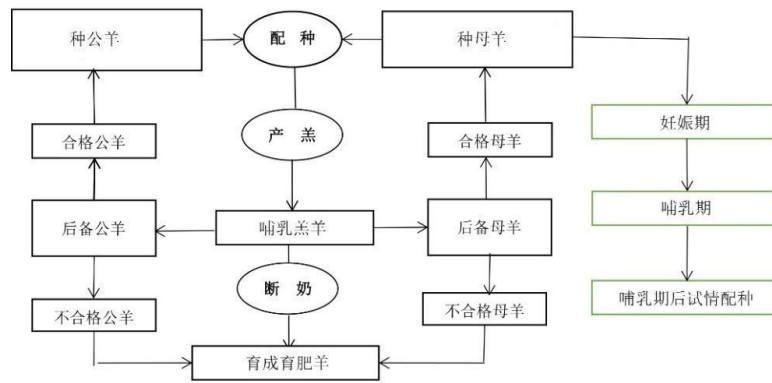 种公羊
配 种
种母羊
合格公羊
产 羔
合格母羊
妊娠期
后备公羊
哺乳羔羊
后备母羊
哺乳期
不合格公羊
断 奶
不合格母羊
哺乳期后试情配种
育成育肥羊